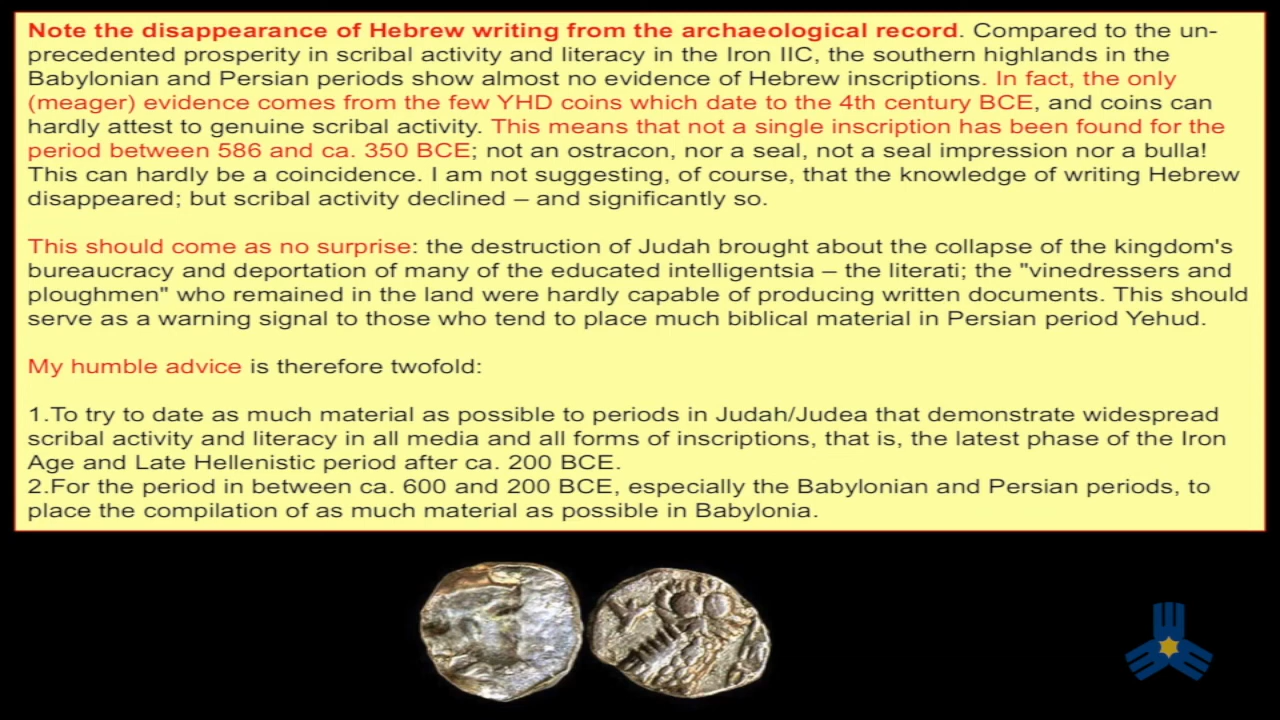 Note the disappearance of Hebrew writing from the archaeological record. Compared to the un-
precedented prosperity in scribal activity and literacy in the Iron IIC, the southern highlands in the
Babylonian and Persian periods show almost no evidence of Hebrew inscriptions. In fact, the only
(meager) evidence comes from the few YHD coins which date to the 4th century BCE, and coins can
hardly attest to genuine scribal activity. This means that not a single inscription has been found for the
period between 586 and ca. 350 BCE; not an ostracon, nor a seal, not a seal impression nor a bulla!
This can hardly be a coincidence. I am not suggesting, of course, that the knowledge of writing Hebrew
disappeared; but scribal activity declined – and significantly so.
This should come as no surprise: the destruction of Judah brought about the collapse of the kingdom's
bureaucracy and deportation of many of the educated intelligentsia – the literati; the "vinedressers and
ploughmen" who remained in the land were hardly capable of producing written documents. This should
serve as a warning signal to those who tend to place much biblical material in Persian period Yehud.
My humble advice is therefore twofold:
1.To try to date as much material as possible to periods in Judah/Judea that demonstrate widespread
scribal activity and literacy in all media and all forms of inscriptions, that is, the latest phase of the Iron
Age and Late Hellenistic period after ca. 200 BCE.
2.For the period in between ca. 600 and 200 BCE, especially the Babylonian and Persian periods, to
place the compilation of as much material as possible in Babylonia.